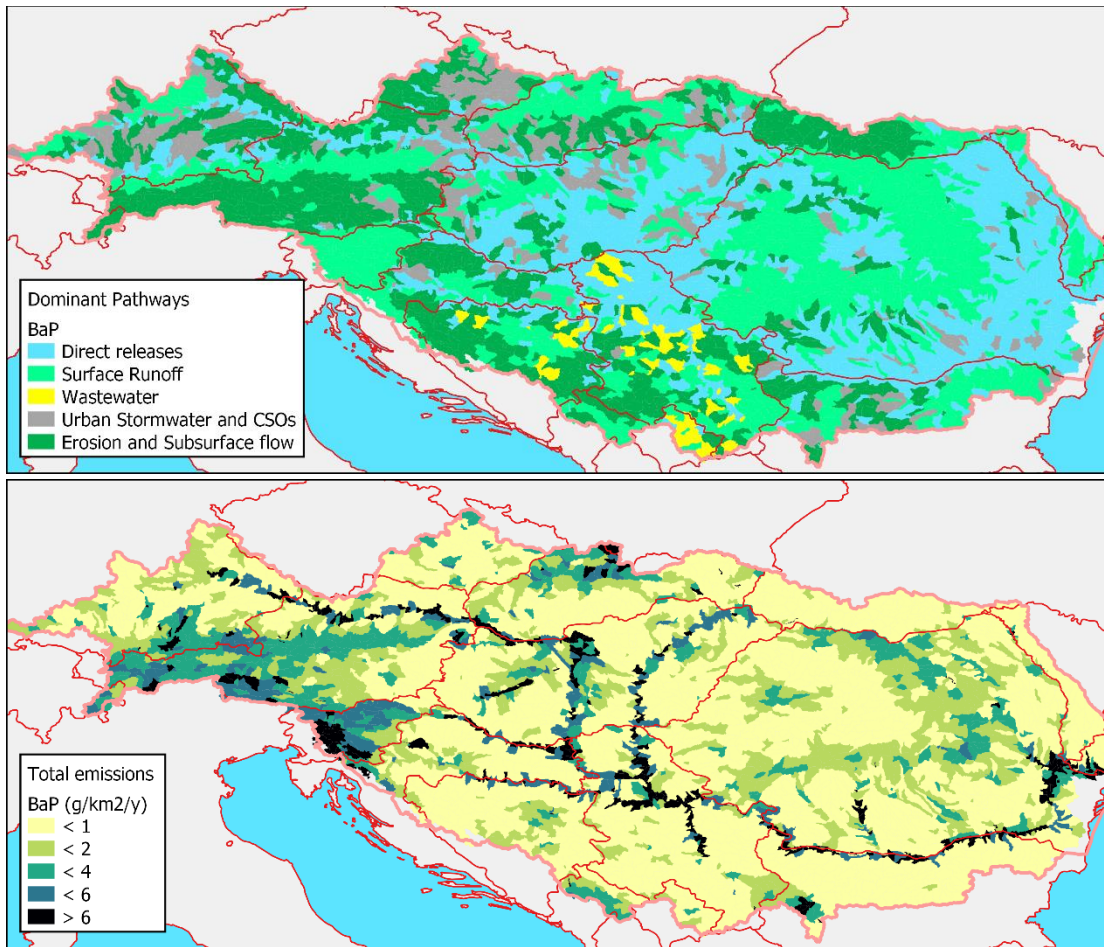 Dominant Pathways
BaP
Direct releases
Surface Runoff
Wastewater
Urban Stormwater and CSOs
Erosion and Subsurface flow
Total emissions
BaP (g/km2/y)
< 1
< 2
< 4
< 6
> 6